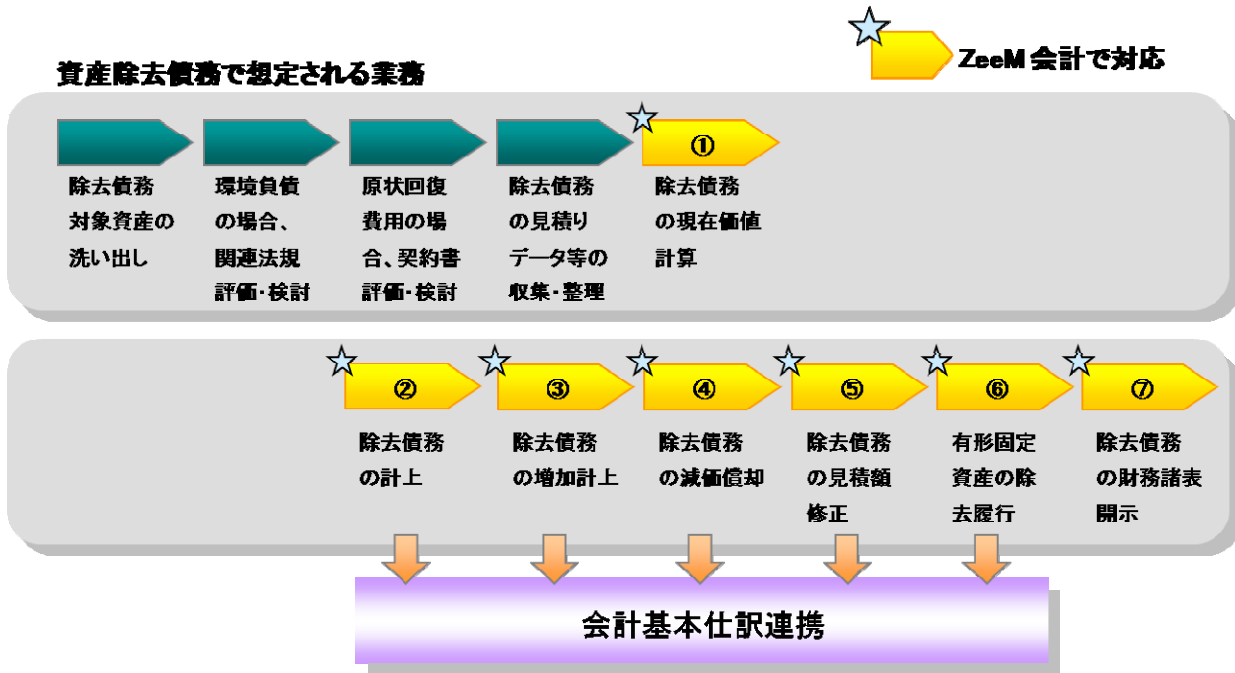 ZeeM 会計で対応
資産除去債務で想定される業務
除去債務
対象資産の
洗い出し
環境負債
の場合、
関連法規
評価・検討
原状回復
費用の場
合、契約書
評価・検討
除去債務
の見積り
データ等の
収集・整理
①
除去債務
の現在価値
計算
②
除去債務
の計上
③
除去債務
の増加計上
④
除去債務
の減価償却
⑤
除去債務
の見積額
修正
⑥
有形固定
資産の除
去履行
⑦
除去債務
の財務諸表
開示
会計基本仕訳連携